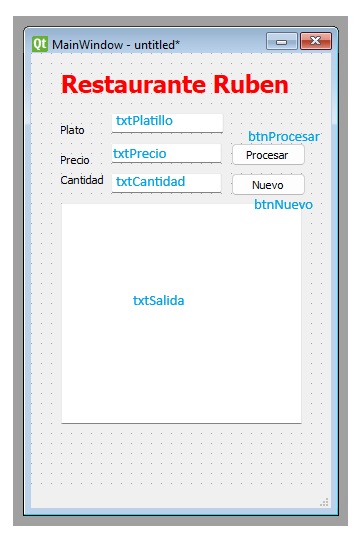 Qt MainWindow - untitled*
Restaurante Ruben
Plato txtPlatillo
btnProcesar
Precio txtPrecio Procesar
Cantidad txtCantidad Nuevo
btnNuevo
txtSalida